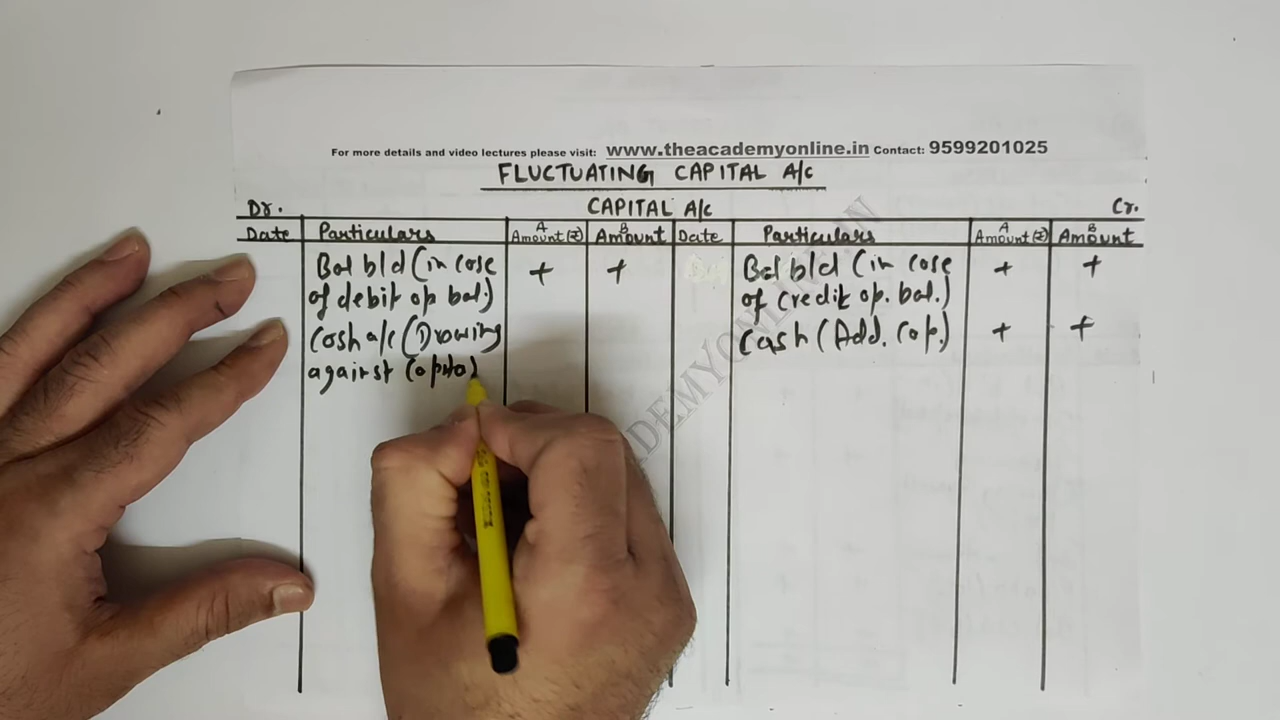 For more details and video lectures please visit: www.theacademyonline.in Contact: 9599201025
FLUCTUATING CAPITAL A/c
Dr. CAPITAL A/c Cr.
Date Particulars A Amount (₹) B Amount Date Particulars A Amount (₹) B Amount
Bal b/d (in case + + Bal b/d (in case + +
of debit op bal.) of credit op. bal.)
Cash a/c (Drawing Cash (Add. Cap.) + +
against
DEMYONLINE.IN